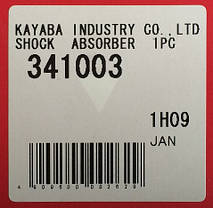 KAYABA INDUSTRY CO.,LTD
SHOCK ABSORBER 1PC
341003
1H09
JAN